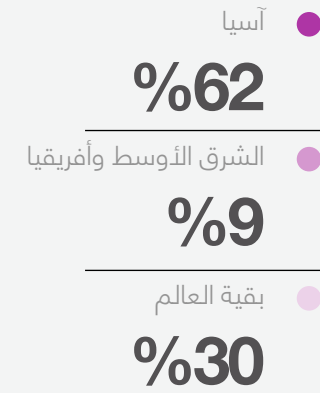 آسيا
%62
الشرق الأوسط وأفريقيا
%9
بقية العالم
%30